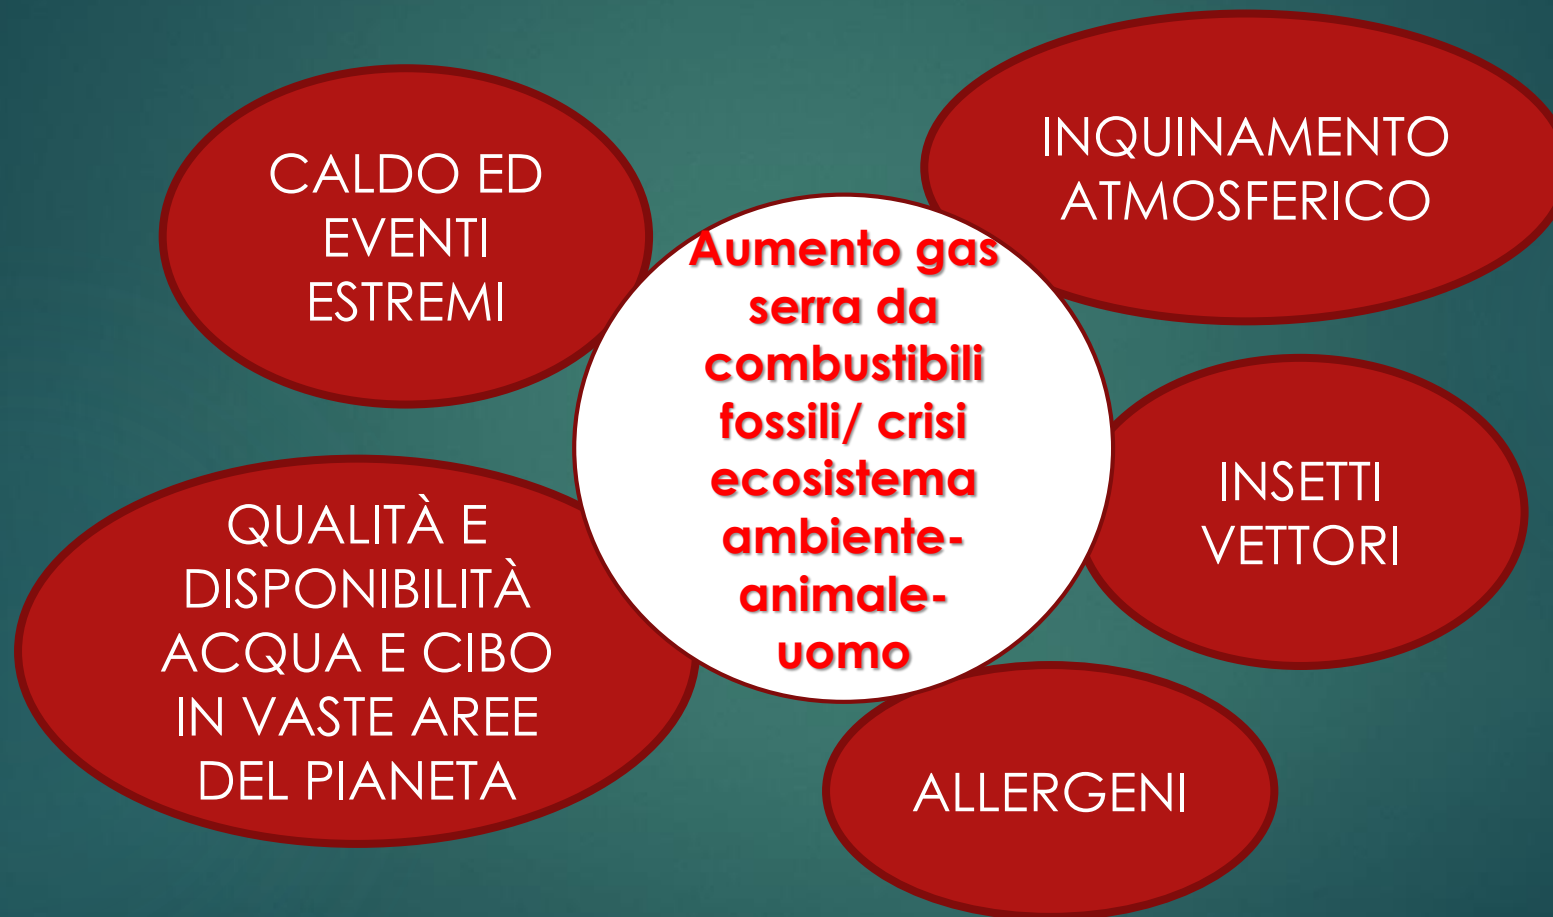 CALDO ED
EVENTI
ESTREMI
INQUINAMENTO
ATMOSFERICO
Aumento gas
serra da
combustibili
fossili/ crisi
ecosistema
ambiente-
animale-
uomo
INSETTI
VETTORI
QUALITÀ E
DISPONIBILITÀ
ACQUA E CIBO
IN VASTE AREE
DEL PIANETA
ALLERGENI